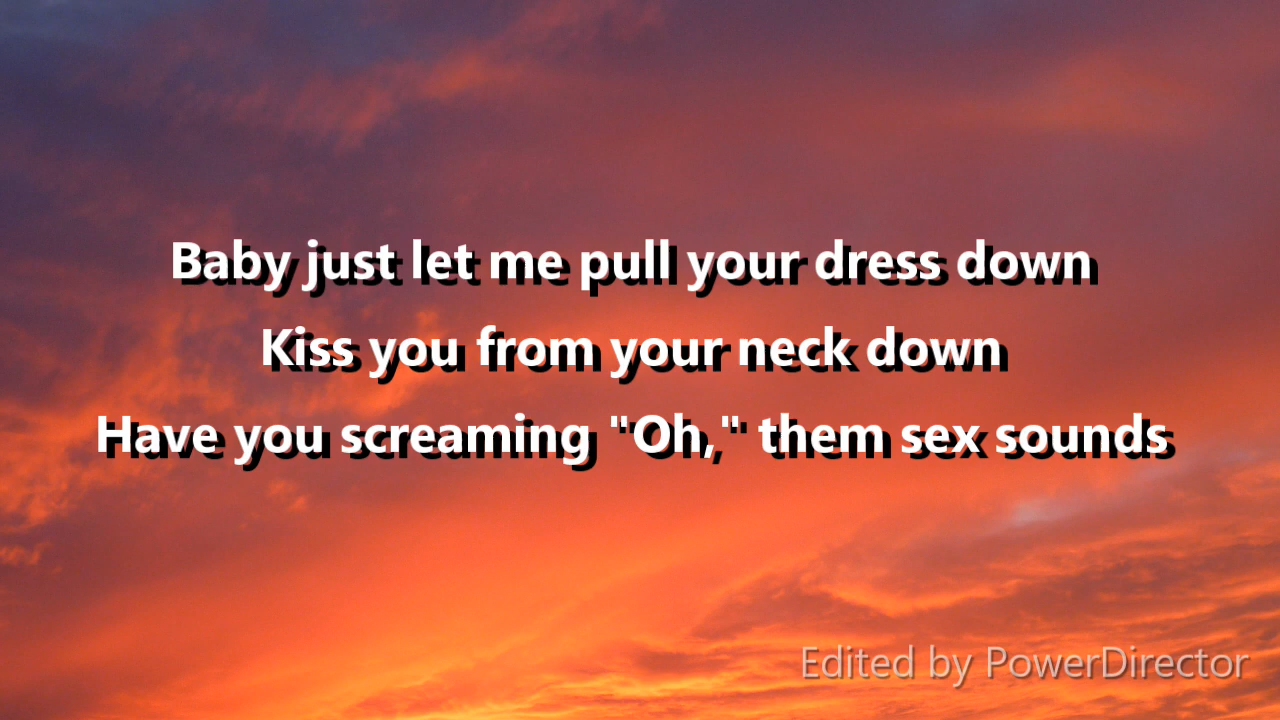 Baby just let me pull your dress down
Kiss you from your neck down
Have you screaming "Oh," them sex sounds
Edited by PowerDirector